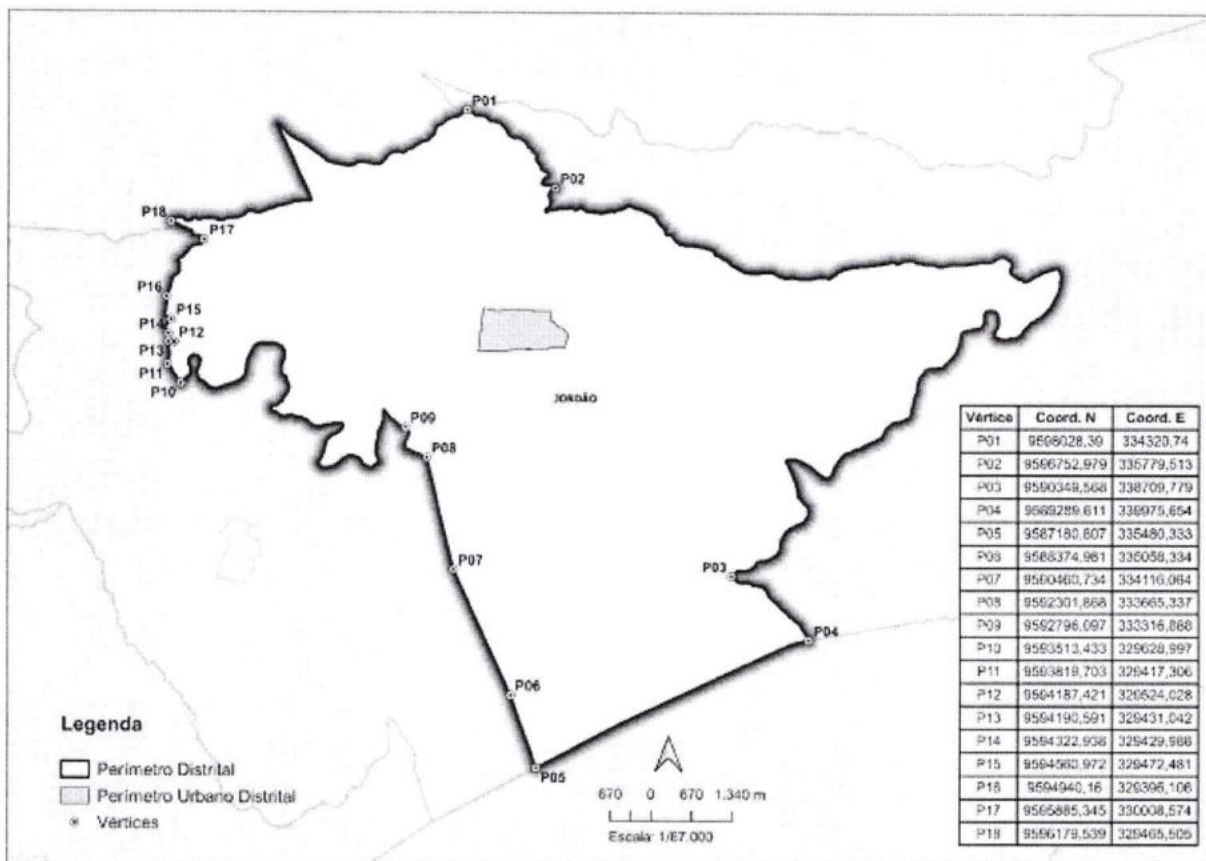 P01
P02
P18
P17
P16
P15
P14
P12
P13
P11
P10
JORDÃO
P09
P08
P07
P03
P04
P06
P05
Vértice Coord. N Coord. E
P01 9598028,39 334320,74
P02 9596752,979 335779,513
P03 9590349,568 338709,779
P04 9589289,611 339975,654
P05 9587180,807 335480,333
P06 9588374,981 335058,334
P07 9590460,734 334116,064
P08 9592301,868 333665,337
P09 9592796,097 333316,868
P10 9593513,433 329628,997
P11 9593819,703 329417,306
P12 9594187,421 329524,028
P13 9594190,591 329431,042
P14 9594322,938 329429,986
P15 9594560,972 329472,481
P16 9594940,16 329396,106
P17 9595885,345 330008,574
P18 9596179,539 329465,505
Legenda
Perímetro Distrital
Perímetro Urbano Distrital
Vértices
670 0 670 1.340 m
Escala: 1/67.000